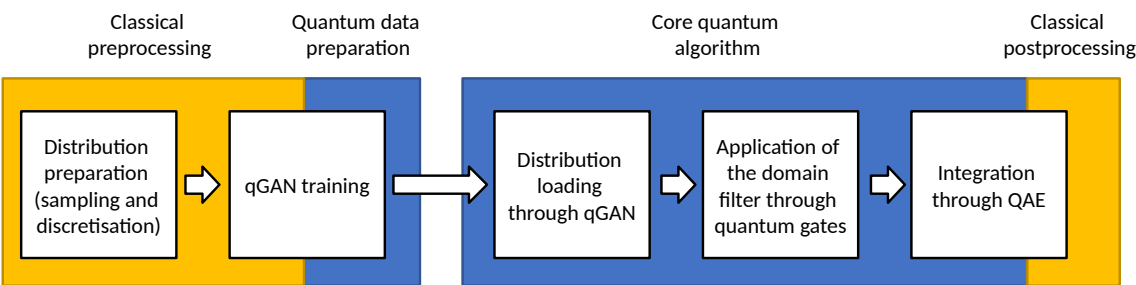 Classical
preprocessing
Quantum data
preparation
Core quantum
algorithm
Classical
postprocessing
Distribution
preparation
(sampling and
discretisation)
qGAN training
Distribution
loading
through qGAN
Application of
the domain
filter through
quantum gates
Integration
through QAE